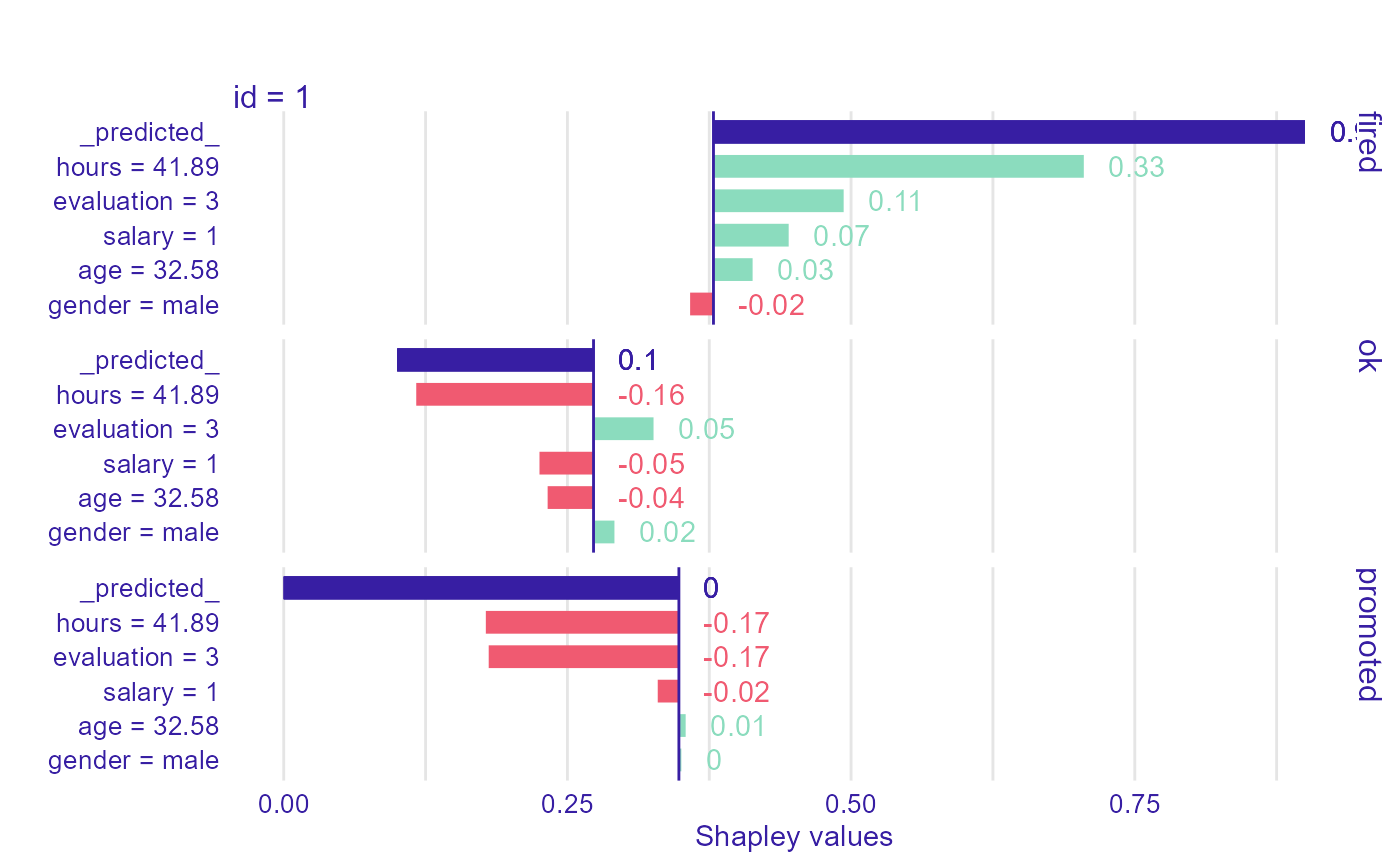 id = 1
_predicted_ 0.
hours = 41.89 0.33
evaluation = 3 0.11
salary = 1 0.07
age = 32.58 0.03
gender = male -0.02
fired
_predicted_ 0.1
hours = 41.89 -0.16
evaluation = 3 0.05
salary = 1 -0.05
age = 32.58 -0.04
gender = male 0.02
ok
_predicted_ 0
hours = 41.89 -0.17
evaluation = 3 -0.17
salary = 1 -0.02
age = 32.58 0.01
gender = male 0
promoted
0.00 0.25 0.50 0.75
Shapley values